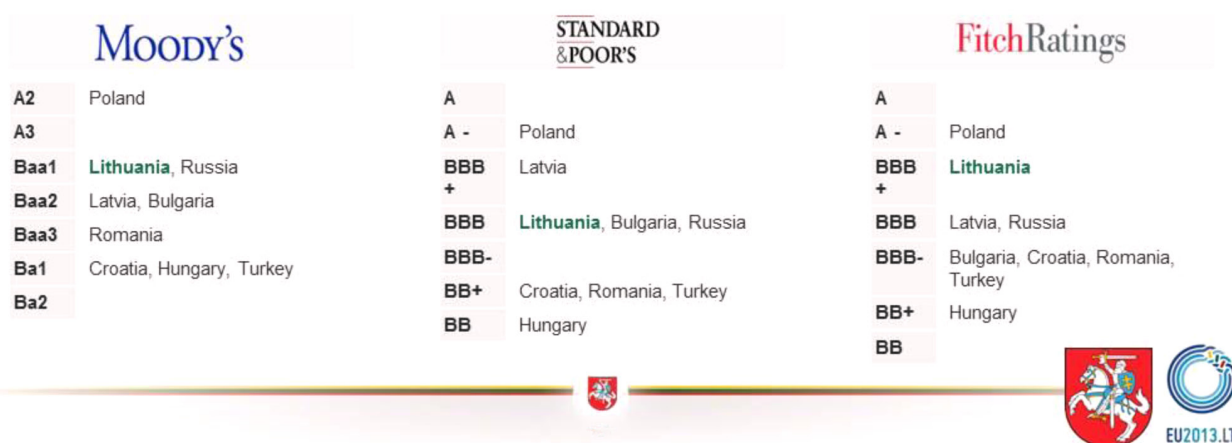 MOODY'S
A2 Poland
A3
Baa1 Lithuania, Russia
Baa2 Latvia, Bulgaria
Baa3 Romania
Ba1 Croatia, Hungary, Turkey
Ba2
STANDARD
&POOR'S
A
A - Poland
BBB Latvia
+
BBB Lithuania, Bulgaria, Russia
BBB-
BB+ Croatia, Romania, Turkey
BB Hungary
FitchRatings
A
A - Poland
BBB Lithuania
+
BBB Latvia, Russia
BBB- Bulgaria, Croatia, Romania,
Turkey
BB+ Hungary
BB
EU2013.LT